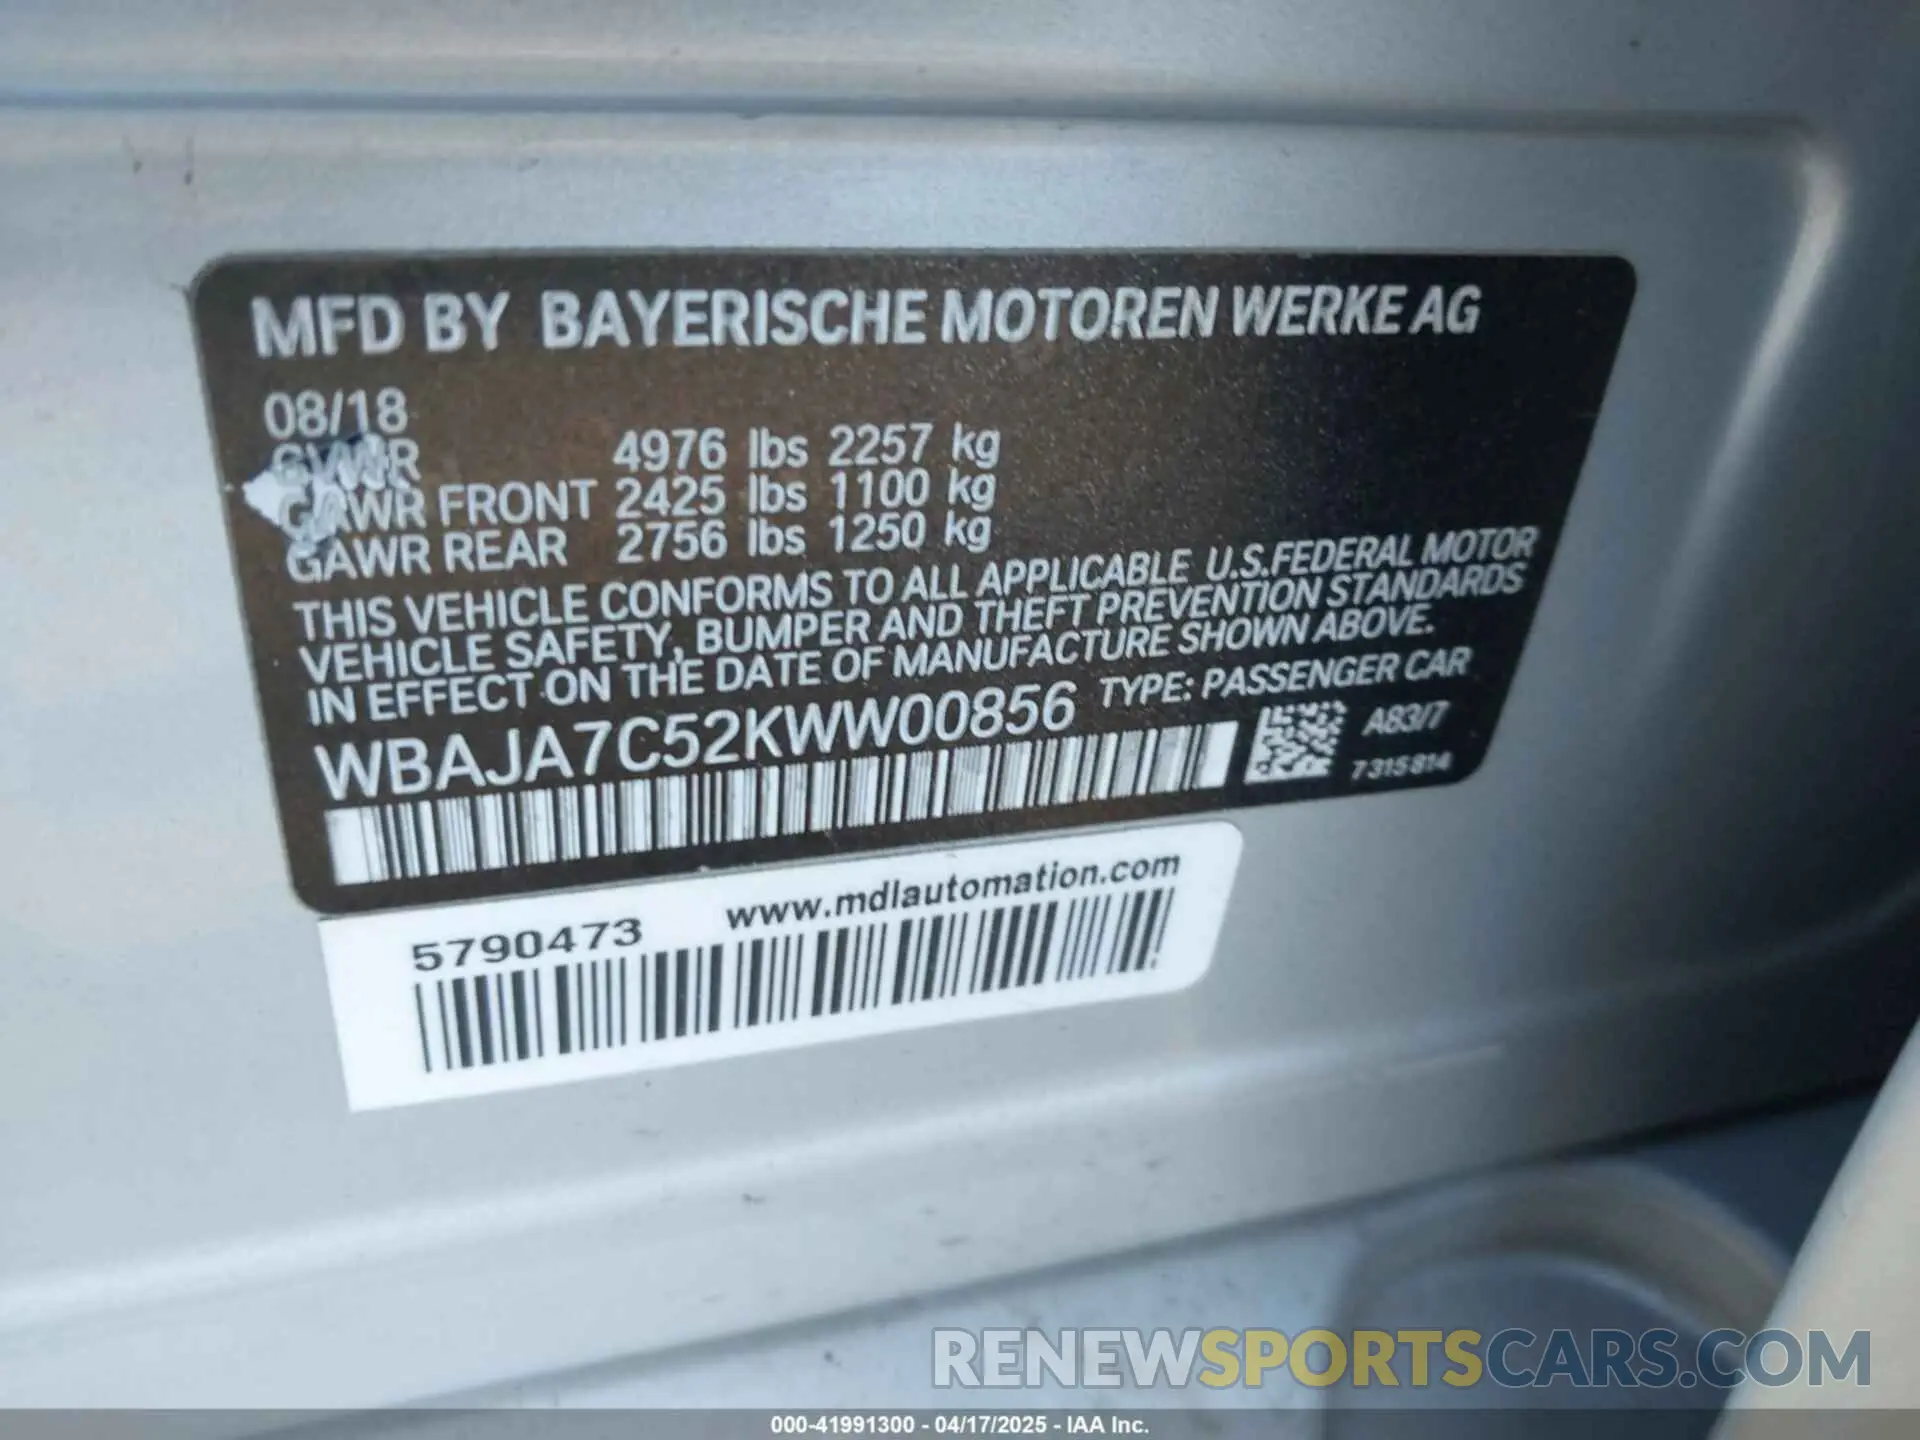 MFD BY BAYERISCHE MOTOREN WERKE AG
08/18
GVWR 4976 lbs 2257 kg
GAWR FRONT 2425 lbs 1100 kg
GAWR REAR 2756 lbs 1250 kg
THIS VEHICLE CONFORMS TO ALL APPLICABLE U.S.FEDERAL MOTOR
VEHICLE SAFETY, BUMPER AND THEFT PREVENTION STANDARDS
IN EFFECT ON THE DATE OF MANUFACTURE SHOWN ABOVE.
WBAJA7C52KWW00856 TYPE: PASSENGER CAR
A83/7
7315814
5790473 www.mdlautomation.com
RENEWSPORTSCARS.COM
000-41991300 - 04/17/2025 - IAA Inc.